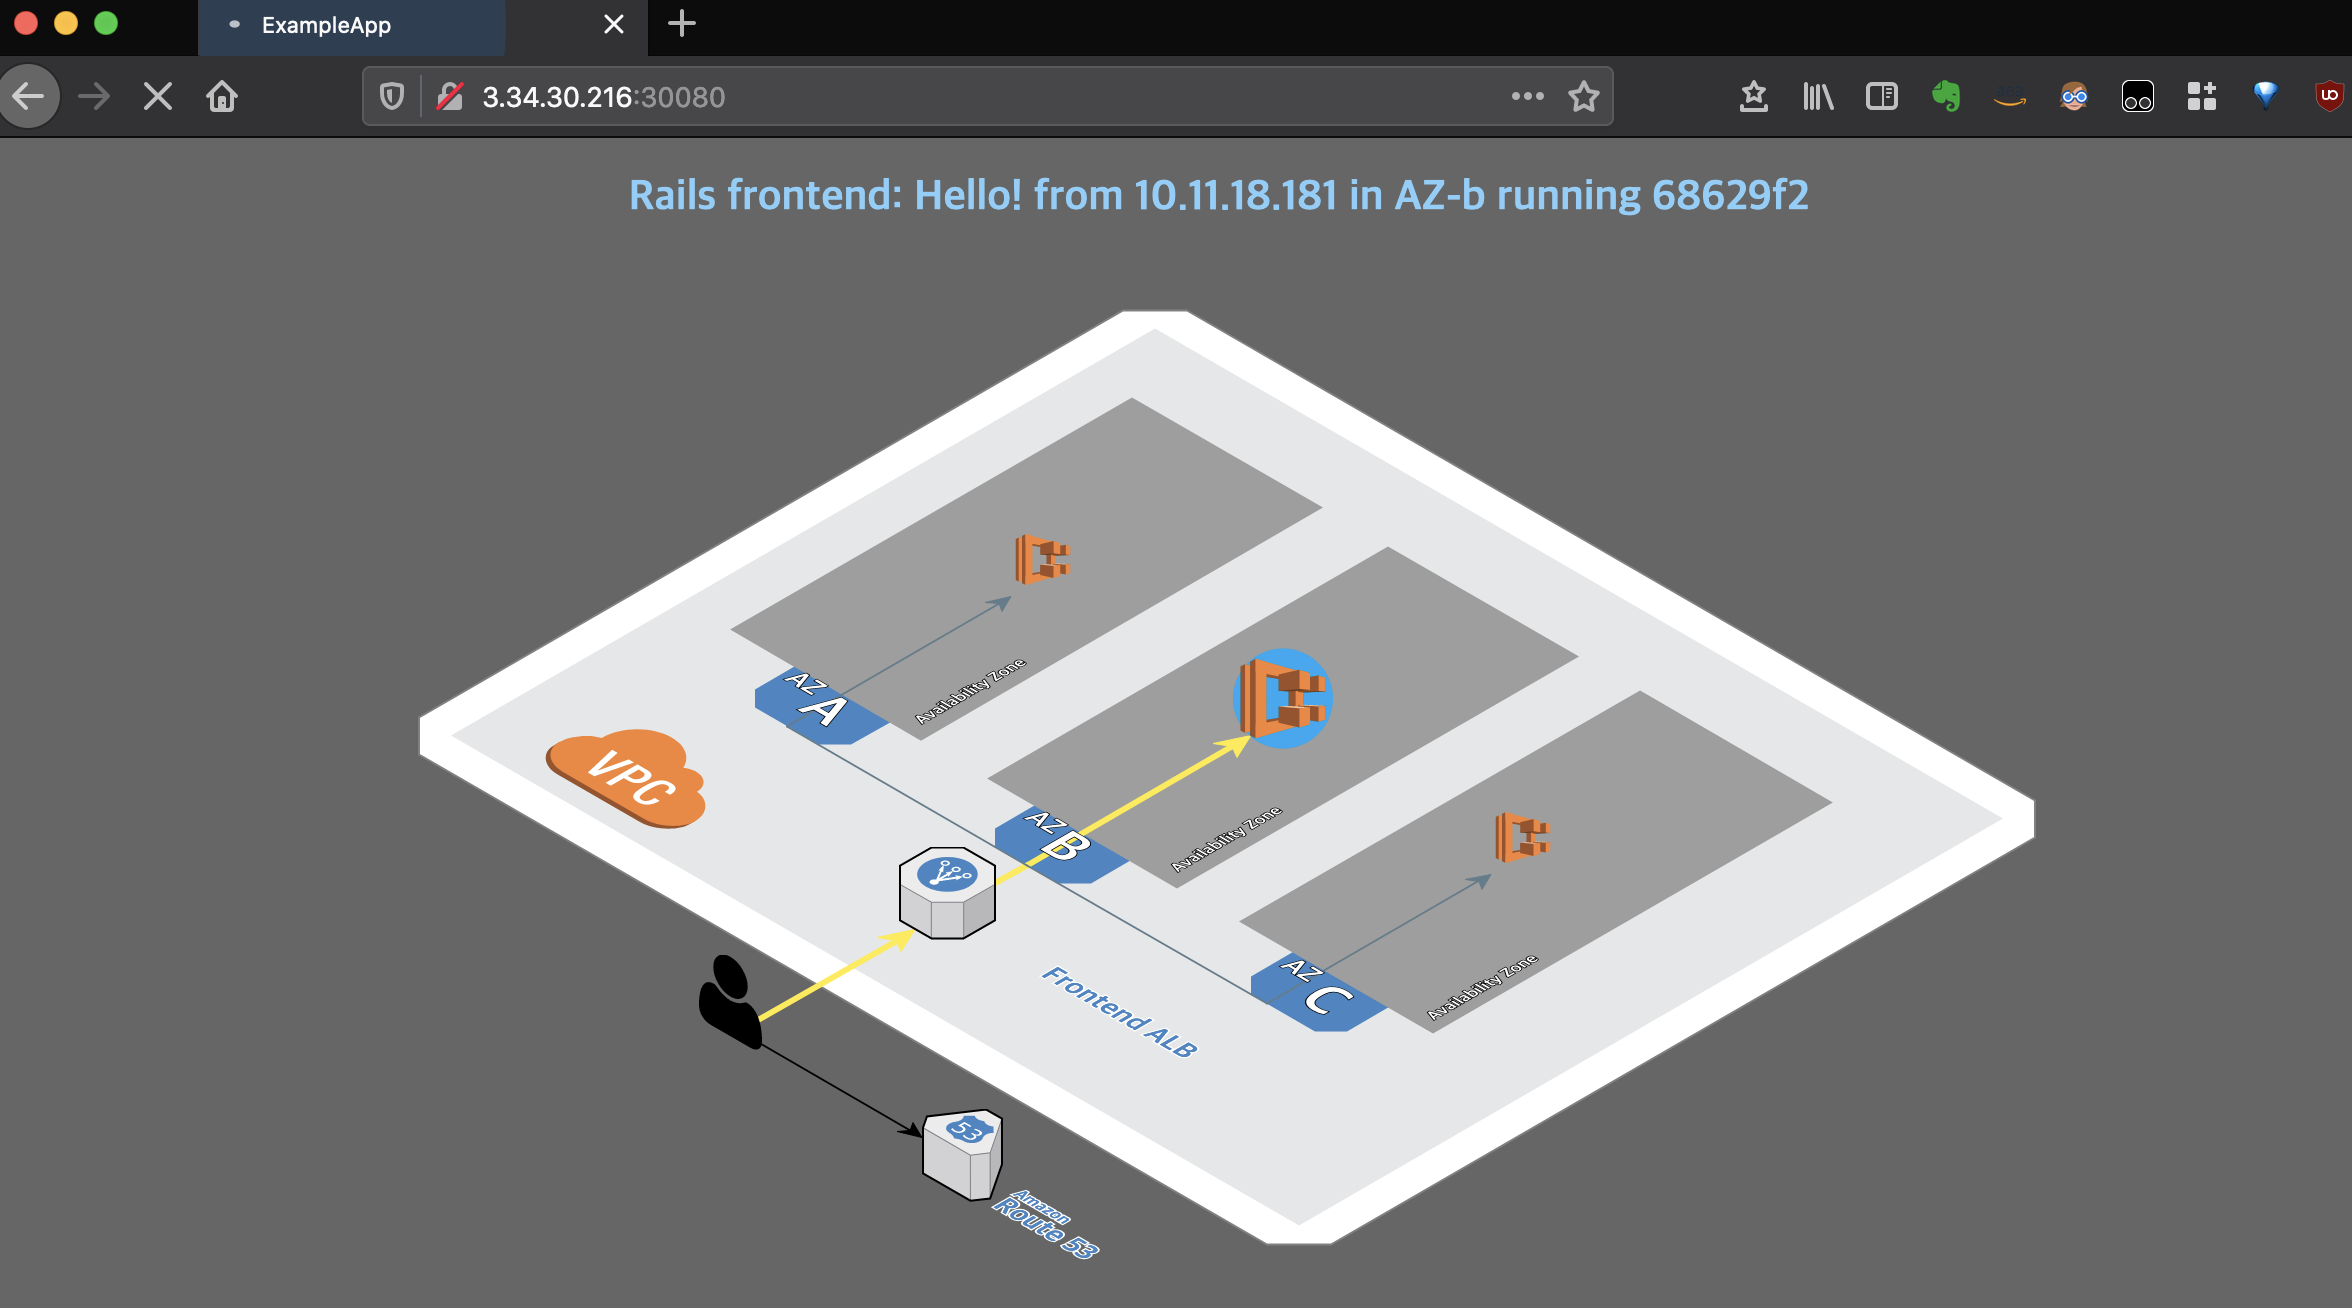 ExampleApp
3.34.30.216:30080
Rails frontend: Hello! from 10.11.18.181 in AZ-b running 68629f2
AZ
A
Availability Zone
VPC
AZ
B
Availability Zone
AZ
C
Availability Zone
Frontend ALB
53
Amazon
Route 53